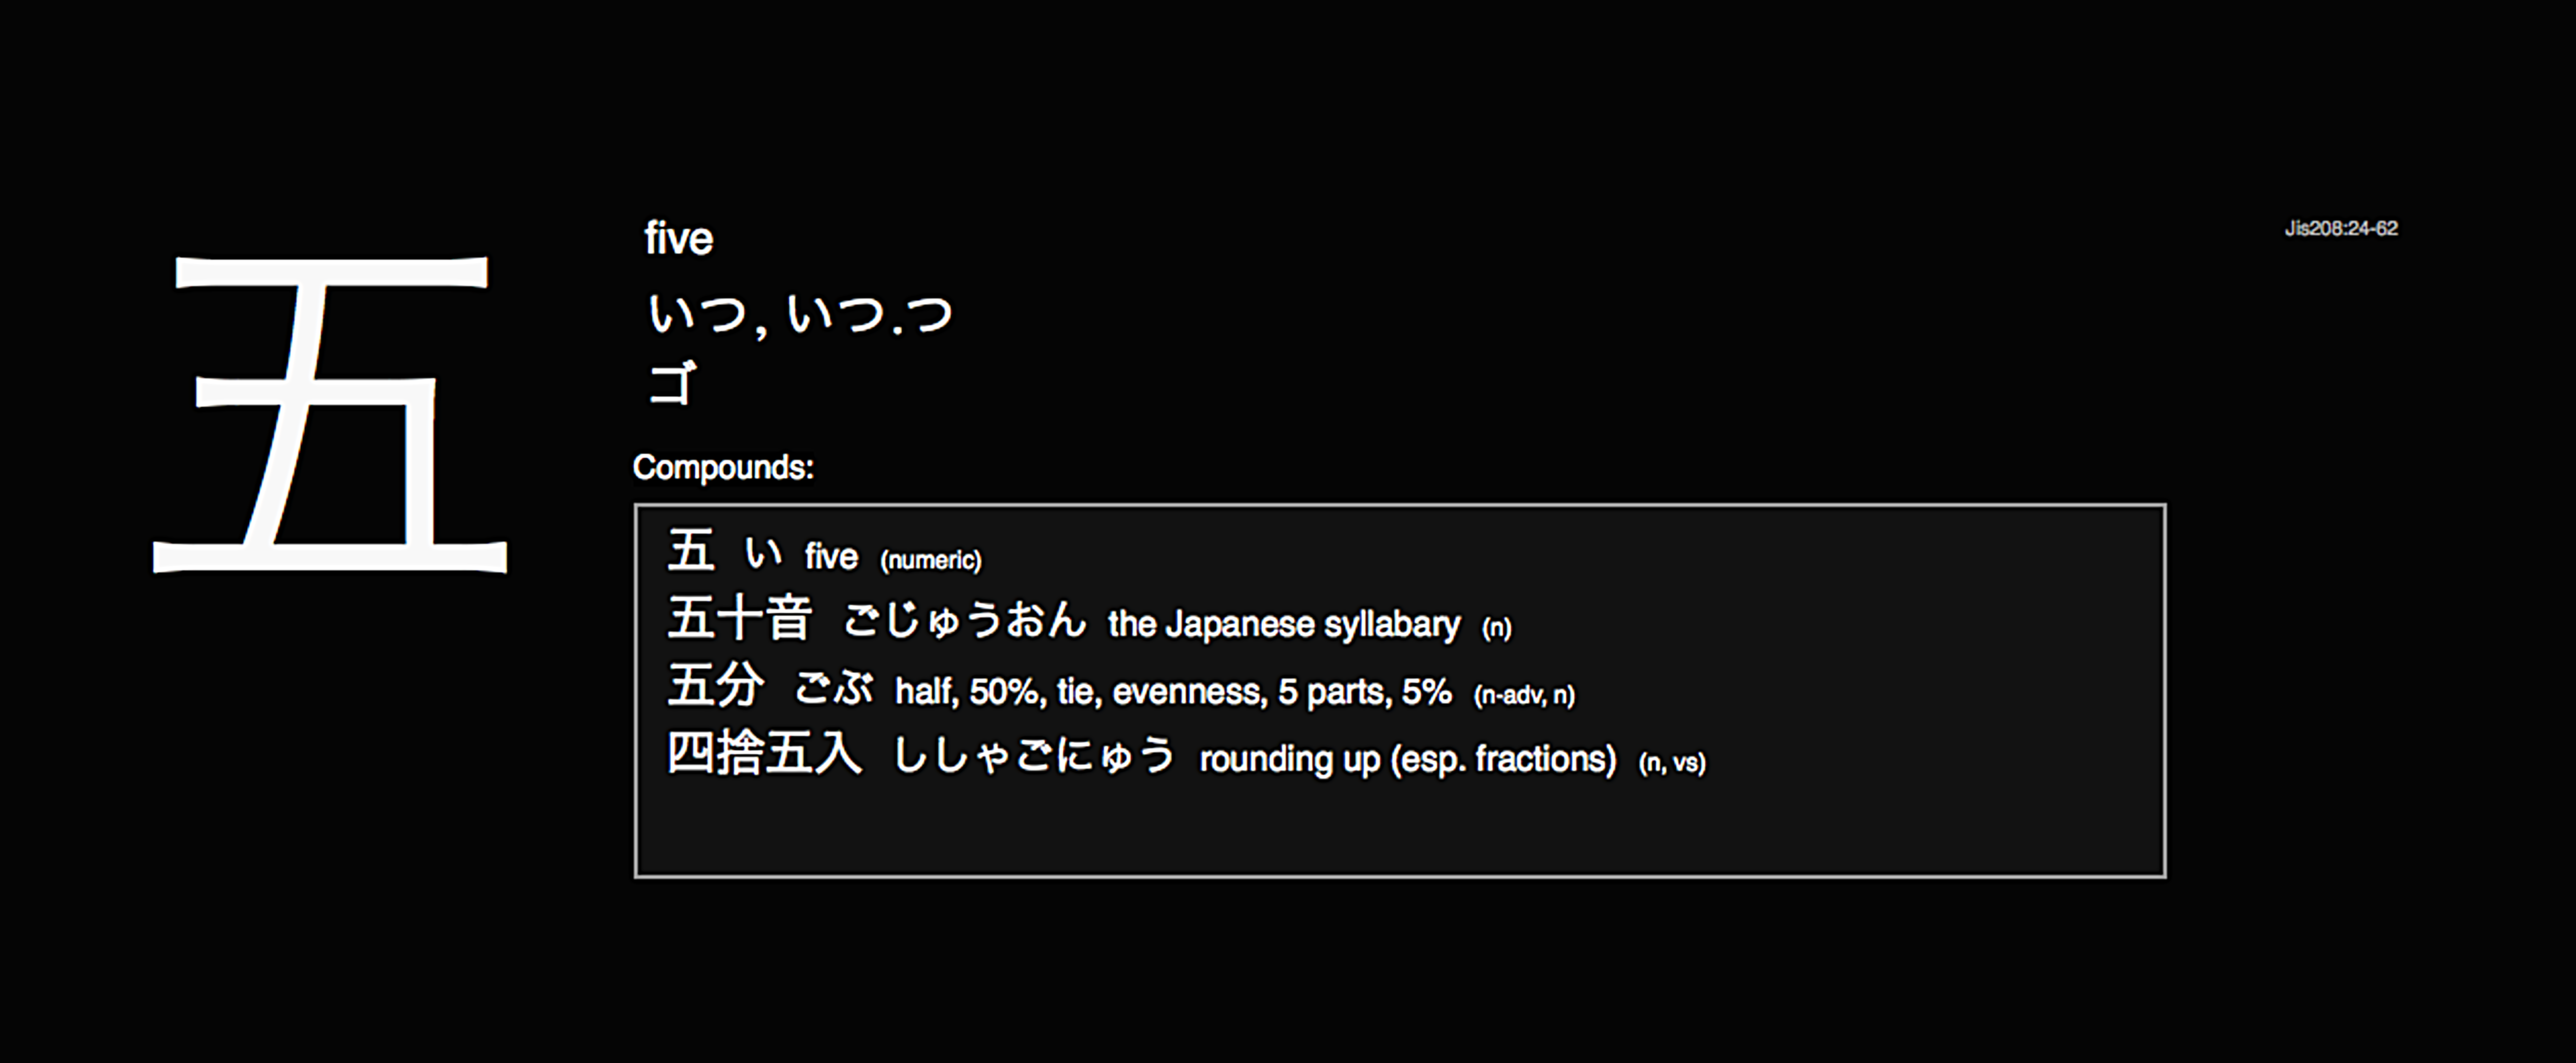 五
five
いつ, いつ.つ
ゴ
Jis208:24-62
Compounds:
五 い five (numeric)
五十音 ごじゅうおん the Japanese syllabary (n)
五分 ごぶ half, 50%, tie, evenness, 5 parts, 5% (n-adv, n)
四捨五入 ししゃごにゅう rounding up (esp. fractions) (n, vs)